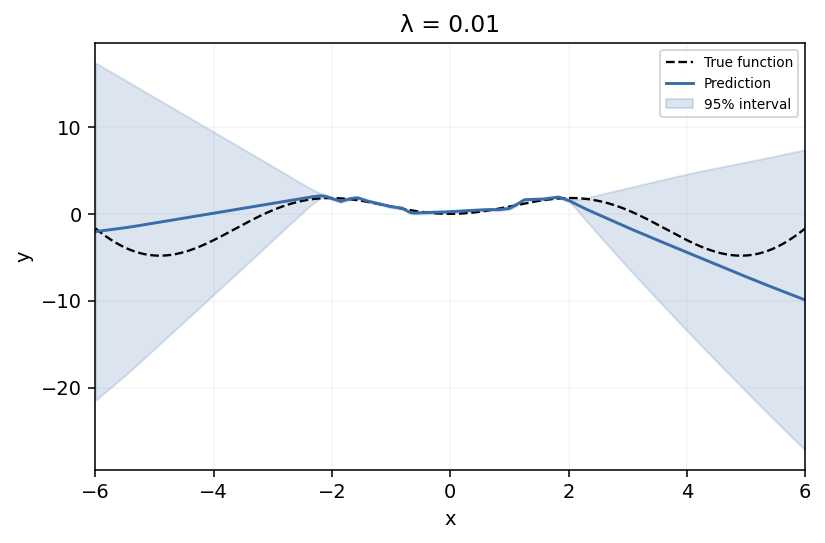 λ = 0.01
True function
Prediction
95% interval
10
0
−10
−20
y
−6
−4
−2
0
2
4
6
x